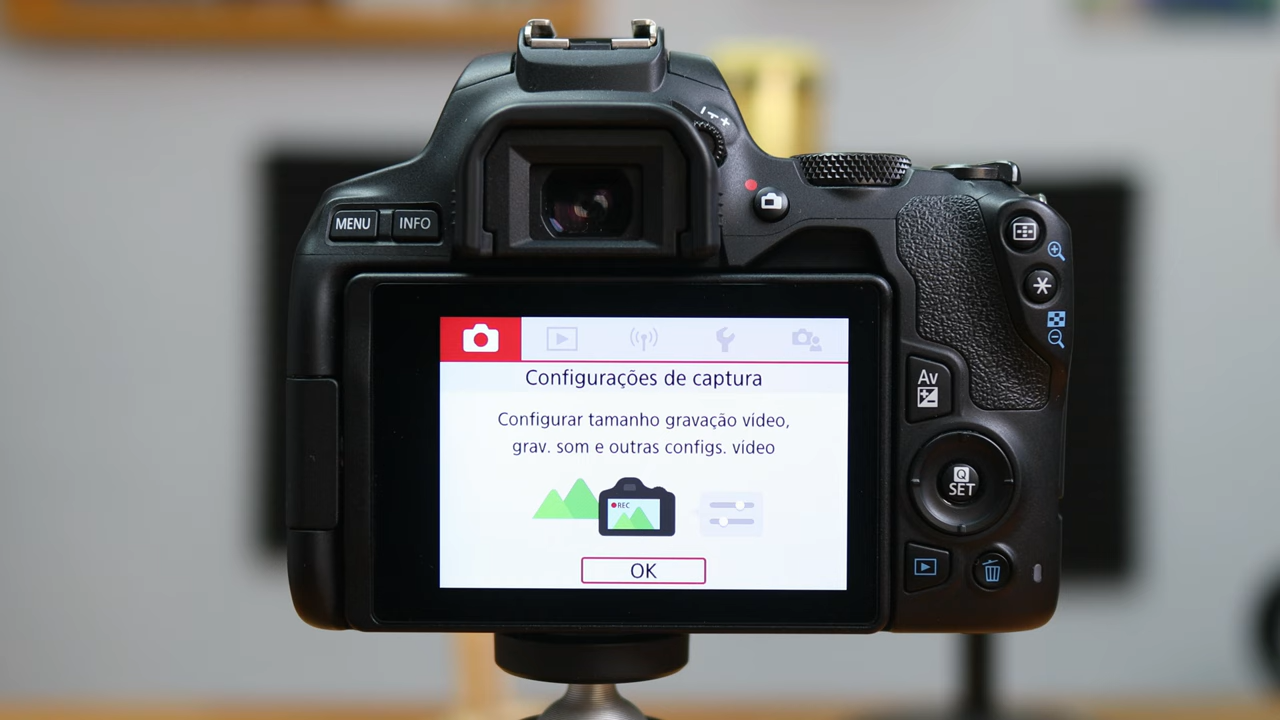 MENU
INFO
Configurações de captura
Configurar tamanho gravação vídeo,
grav. som e outras configs. vídeo
REC
OK
Av
Q
SET